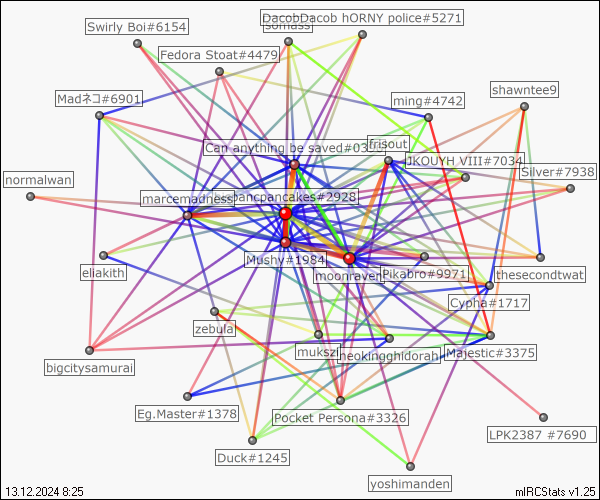 DacobDacob hORNY police#5271
Swirly Boi#6154
somass
Fedora Stoat#4479
shawntee9
Madネコ#6901
ming#4742
Can anything be saved#03
frisout
JKOUYH VIII#7034
Silver#7938
normalwan
marcemadness
pancpancakes#2928
Mushy#1984
eliakith
moonraven
Pikabro#9971
thesecondtwat
Cypha#1717
zebula
mukszi
neokingghidorah
Majestic#3375
bigcitysamurai
Eg.Master#1378
Pocket Persona#3326
LPK2387 #7690
Duck#1245
yoshimanden
13.12.2024 8:25
mIRCStats v1.25